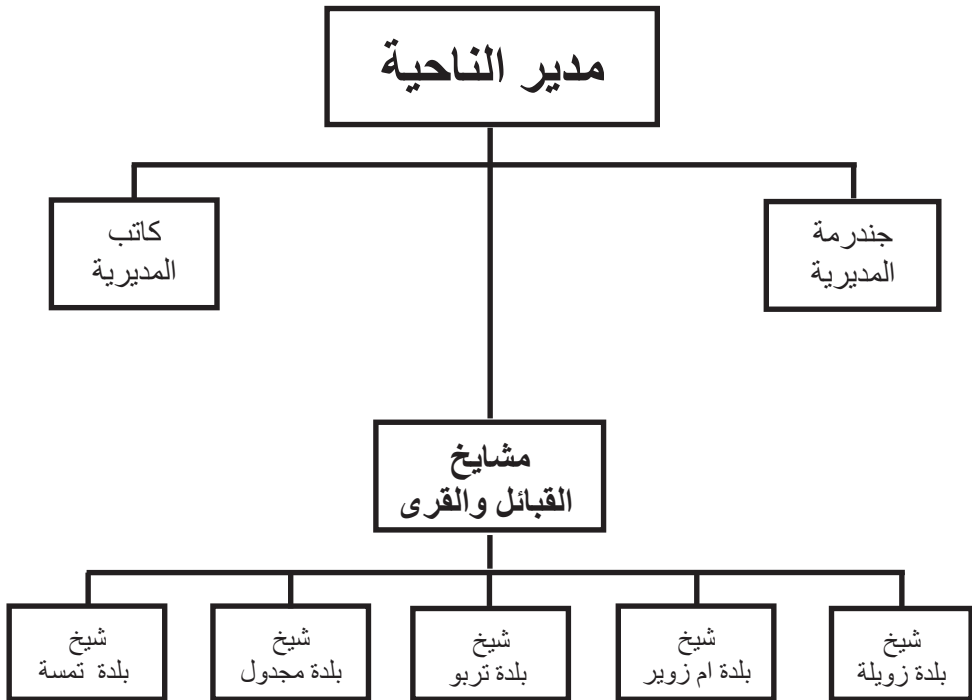 مدير الناحية
جندرمة
المديرية
كاتب
المديرية
مشايخ
القبائل والقرى
شيخ
بلدة زويلة
شيخ
بلدة ام زوير
شيخ
بلدة تربو
شيخ
بلدة مجدول
شيخ
بلدة تمسة